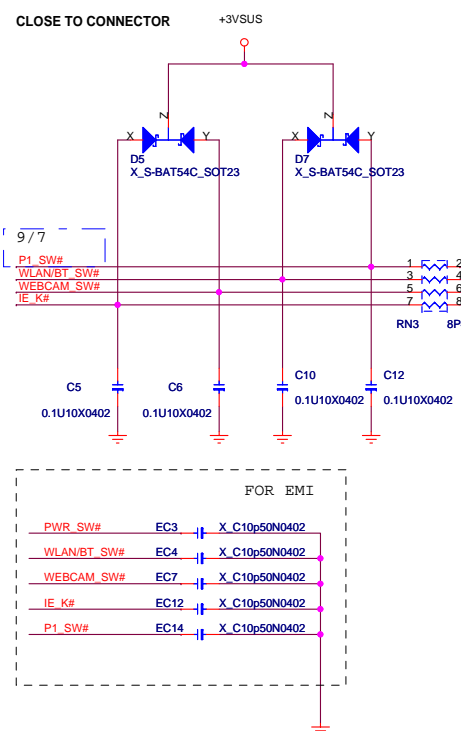 CLOSE TO CONNECTOR
+3VSUS
Z Z
X Y X Y
D5 D7
X_S-BAT54C_SOT23 X_S-BAT54C_SOT23
9/7
P1_SW# 1 2
WLAN/BT_SW# 3 4
WEBCAM_SW# 5 6
IE_K# 7 8
RN3 8P
C5 C6 C10 C12
0.1U10X0402 0.1U10X0402 0.1U10X0402 0.1U10X0402
FOR EMI
PWR_SW# EC3 X_C10p50N0402
WLAN/BT_SW# EC4 X_C10p50N0402
WEBCAM_SW# EC7 X_C10p50N0402
IE_K# EC12 X_C10p50N0402
P1_SW# EC14 X_C10p50N0402